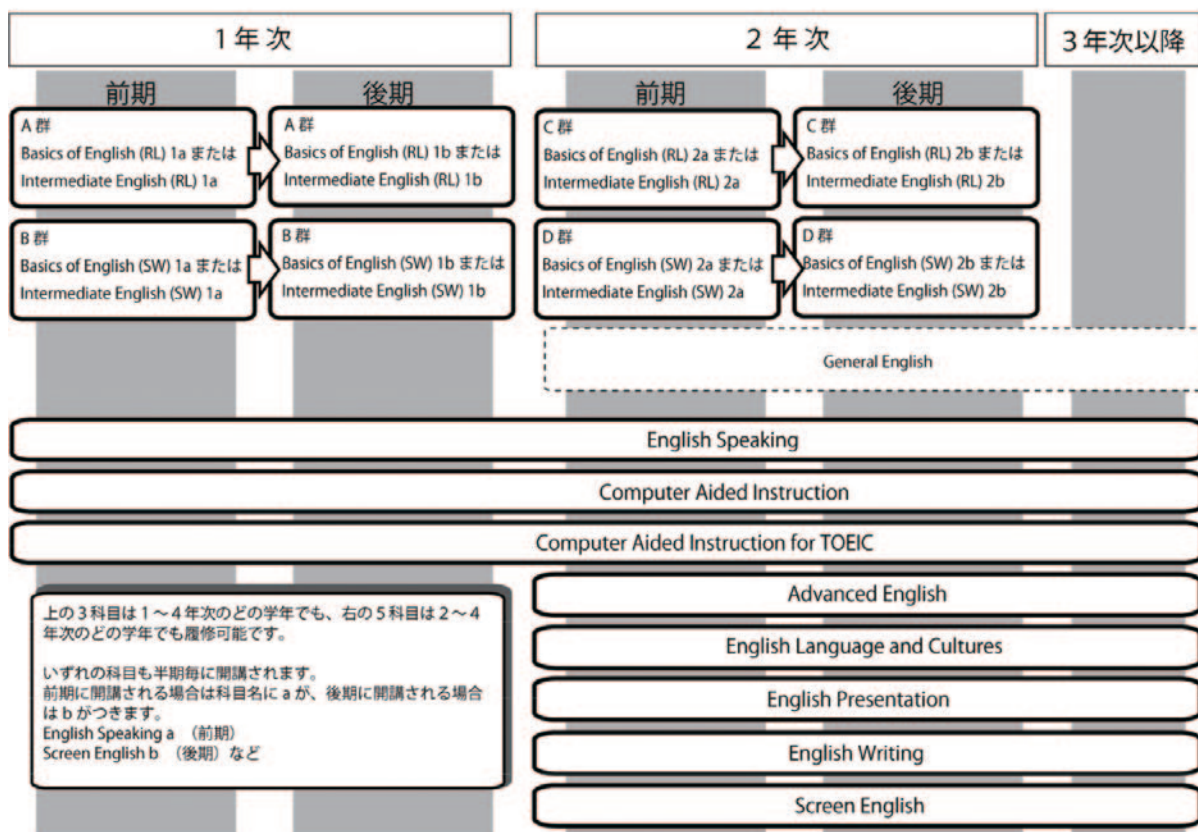 1年次
2年次
3年次以降
前期
後期
前期
後期
A群
Basics of English (RL) 1a または
Intermediate English (RL) 1a
A群
Basics of English (RL) 1b または
Intermediate English (RL) 1b
C群
Basics of English (RL) 2a または
Intermediate English (RL) 2a
C群
Basics of English (RL) 2b または
Intermediate English (RL) 2b
B群
Basics of English (SW) 1a または
Intermediate English (SW) 1a
B群
Basics of English (SW) 1b または
Intermediate English (SW) 1b
D群
Basics of English (SW) 2a または
Intermediate English (SW) 2a
D群
Basics of English (SW) 2b または
Intermediate English (SW) 2b
General English
English Speaking
Computer Aided Instruction
Computer Aided Instruction for TOEIC
上の3科目は1〜4年次のどの学年でも、右の5科目は2〜4
年次のどの学年でも履修可能です。
いずれの科目も半期毎に開講されます。
前期に開講される場合は科目名に a が、後期に開講される場合
は b がつきます。
English Speaking a （前期）
Screen English b （後期）など
Advanced English
English Language and Cultures
English Presentation
English Writing
Screen English